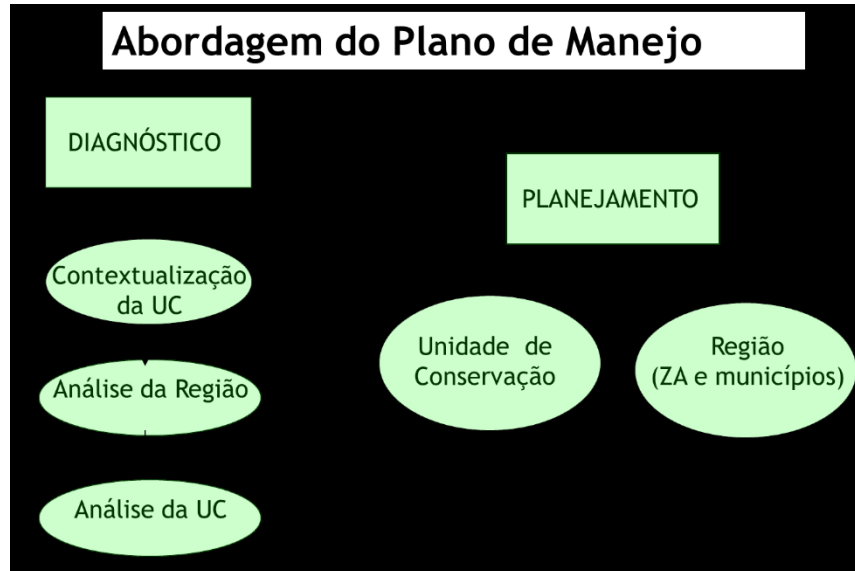 Abordagem do Plano de Manejo
DIAGNÓSTICO
Contextualização
da UC
Análise da Região
Análise da UC
PLANEJAMENTO
Unidade de
Conservação
Região
(ZA e municípios)